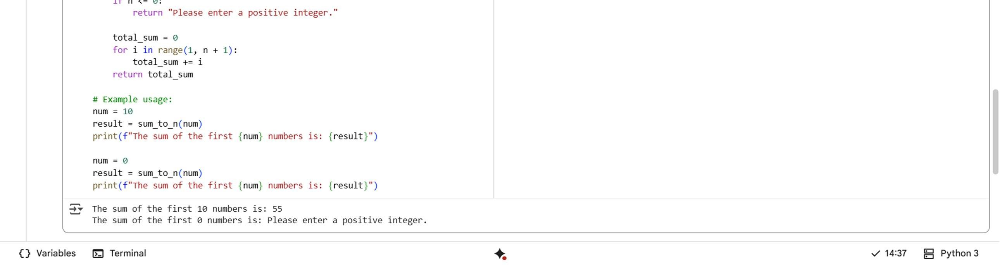 if n <= 0:
return "Please enter a positive integer."
total_sum = 0
for i in range(1, n + 1):
total_sum += i
return total_sum
# Example usage:
num = 10
result = sum_to_n(num)
print(f"The sum of the first {num} numbers is: {result}")
num = 0
result = sum_to_n(num)
print(f"The sum of the first {num} numbers is: {result}")
The sum of the first 10 numbers is: 55
The sum of the first 0 numbers is: Please enter a positive integer.
{} Variables Terminal 14:37 Python 3